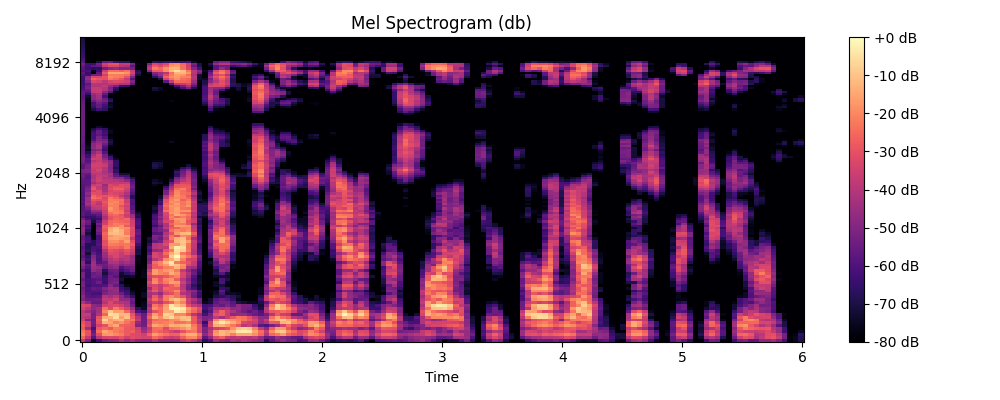 Mel Spectrogram (db)
Hz
8192
4096
2048
1024
512
0
0 1 2 3 4 5 6
Time
+0 dB
-10 dB
-20 dB
-30 dB
-40 dB
-50 dB
-60 dB
-70 dB
-80 dB